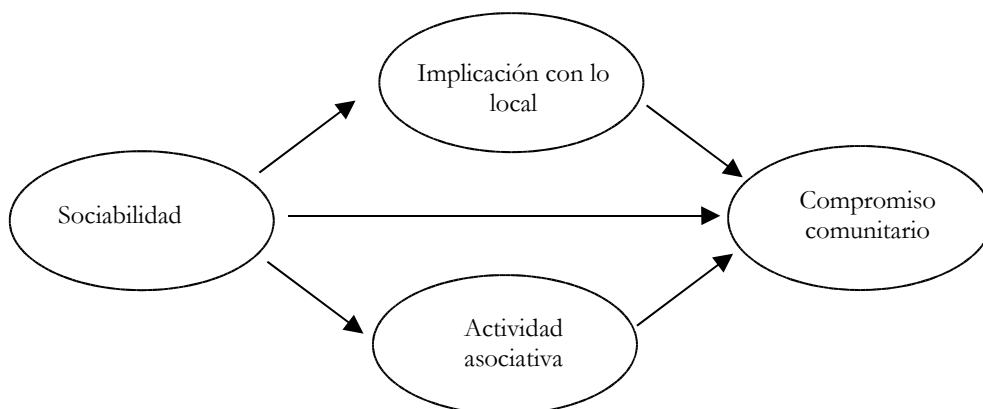 Implicación con lo
local
Sociabilidad
Compromiso
comunitario
Actividad
asociativa